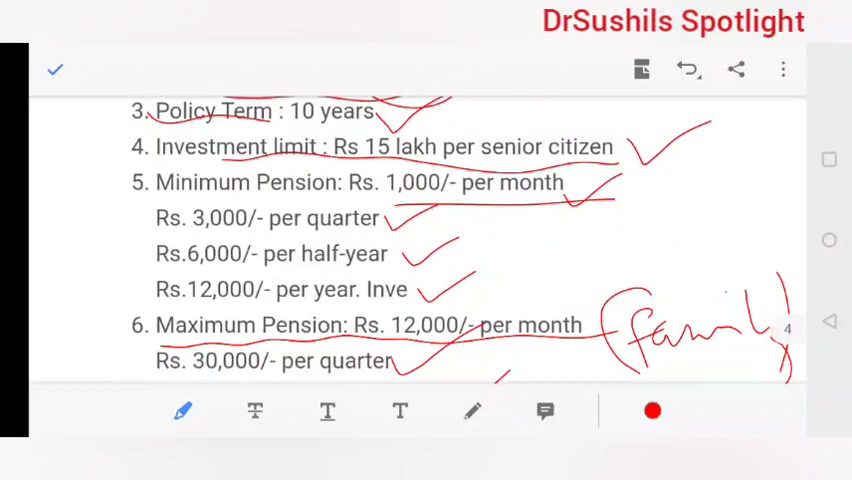 DrSushils Spotlight
3. Policy Term : 10 years
4. Investment limit : Rs 15 lakh per senior citizen
5. Minimum Pension: Rs. 1,000/- per month
Rs. 3,000/- per quarter
Rs.6,000/- per half-year
Rs.12,000/- per year. Inve
6. Maximum Pension: Rs. 12,000/- per month
(family)
4
Rs. 30,000/- per quarter
T T T